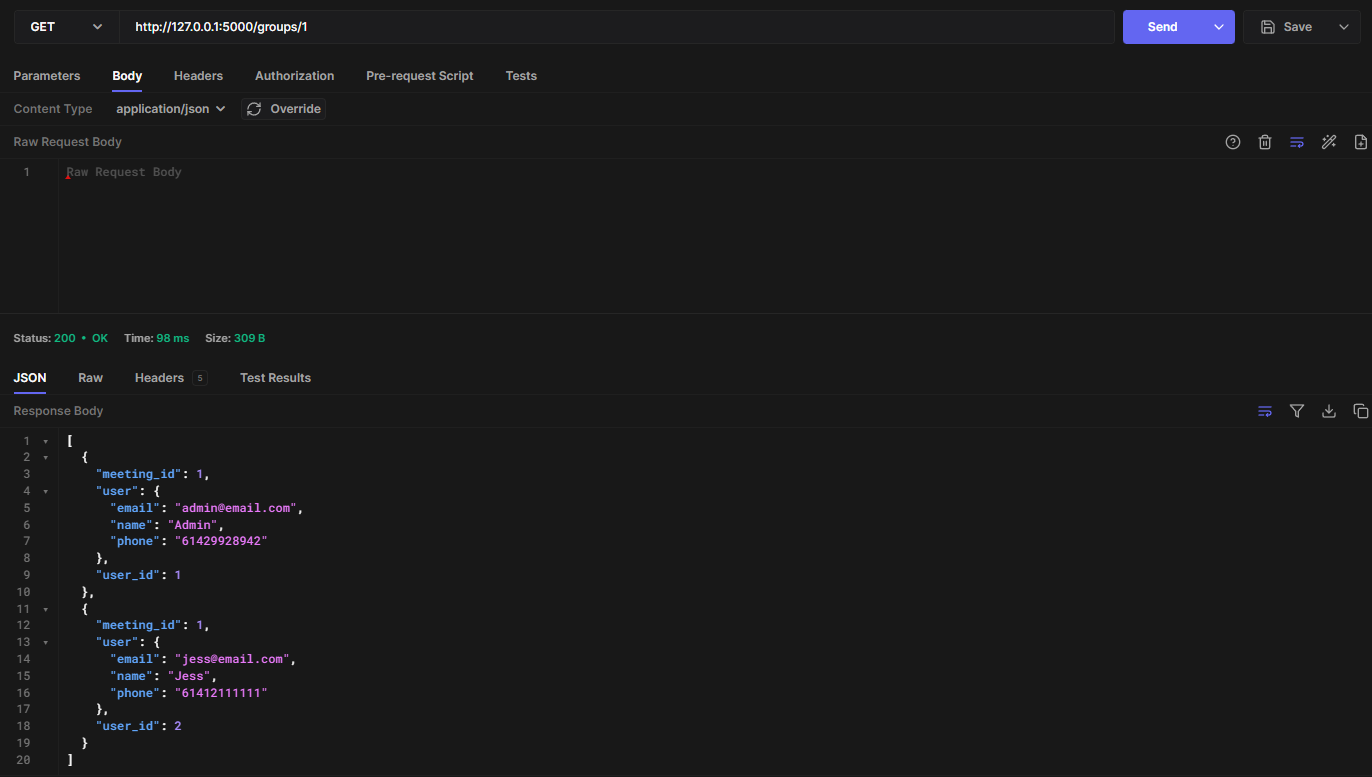 GET http://127.0.0.1:5000/groups/1 Send Save
Parameters Body Headers Authorization Pre-request Script Tests
Content Type application/json Override
Raw Request Body
1 Raw Request Body
Status: 200 • OK Time: 98 ms Size: 309 B
JSON Raw Headers 5 Test Results
Response Body
1 [
2 {
3 "meeting_id": 1,
4 "user": {
5 "email": "admin@email.com",
6 "name": "Admin",
7 "phone": "61429928942"
8 },
9 "user_id": 1
10 },
11 {
12 "meeting_id": 1,
13 "user": {
14 "email": "jess@email.com",
15 "name": "Jess",
16 "phone": "61412111111"
17 },
18 "user_id": 2
19 }
20 ]